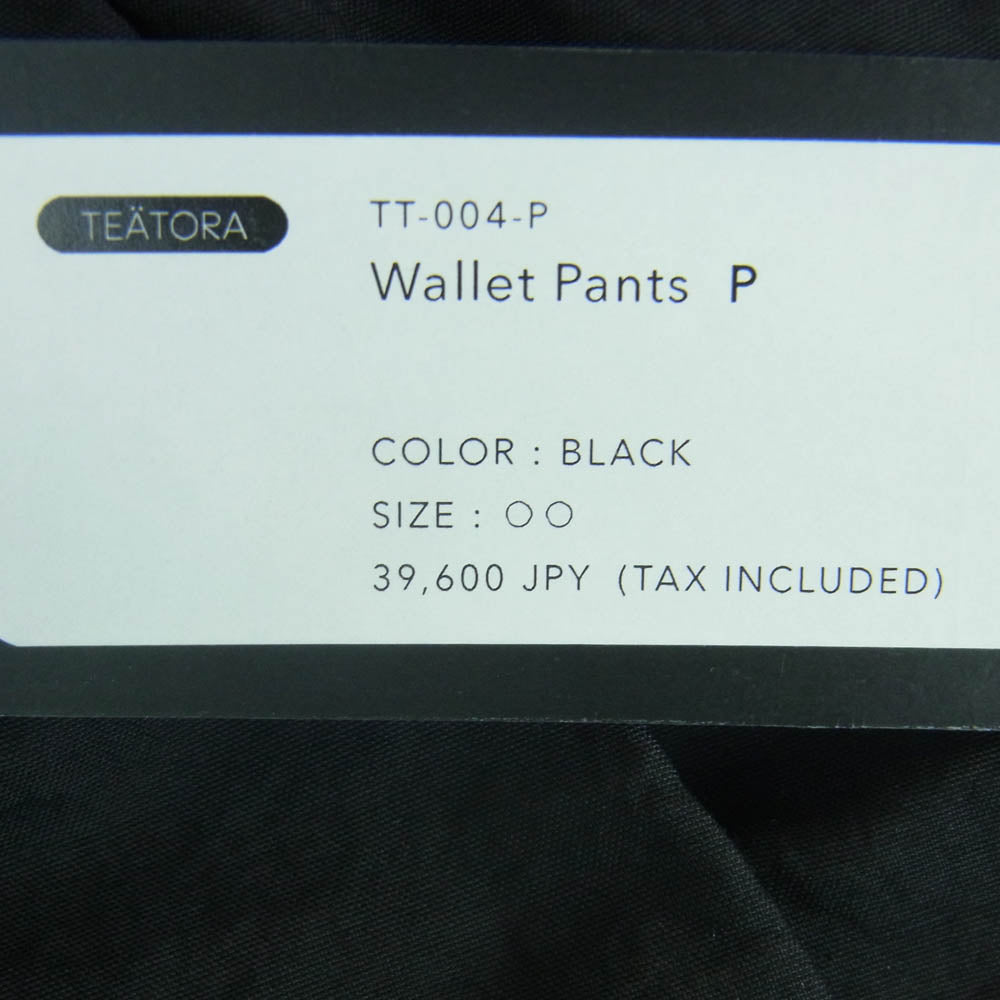 TEÄTORA
TT-004-P
Wallet Pants P
COLOR : BLACK
SIZE : ○○
39,600 JPY (TAX INCLUDED)